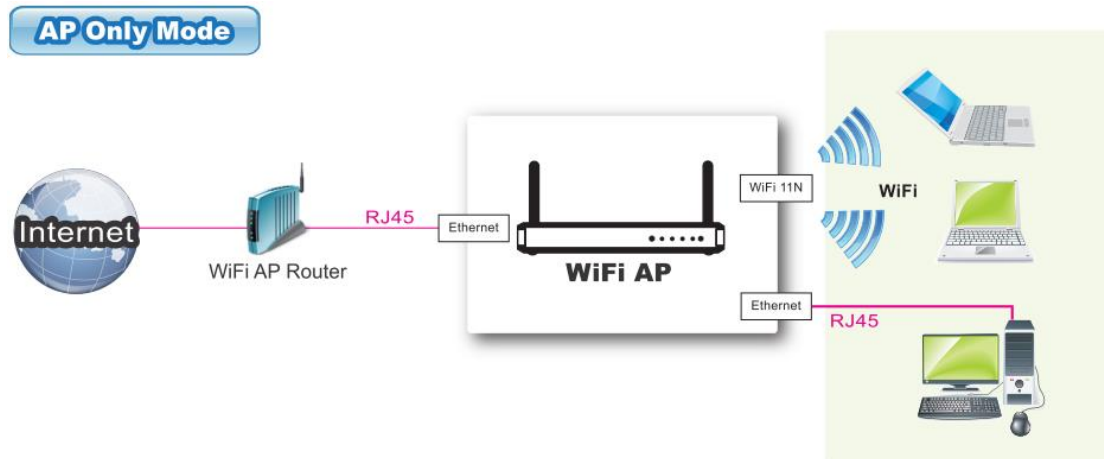 AP Only Mode
Internet
WiFi AP Router
RJ45
Ethernet
WiFi AP
WiFi 11N
WiFi
Ethernet
RJ45